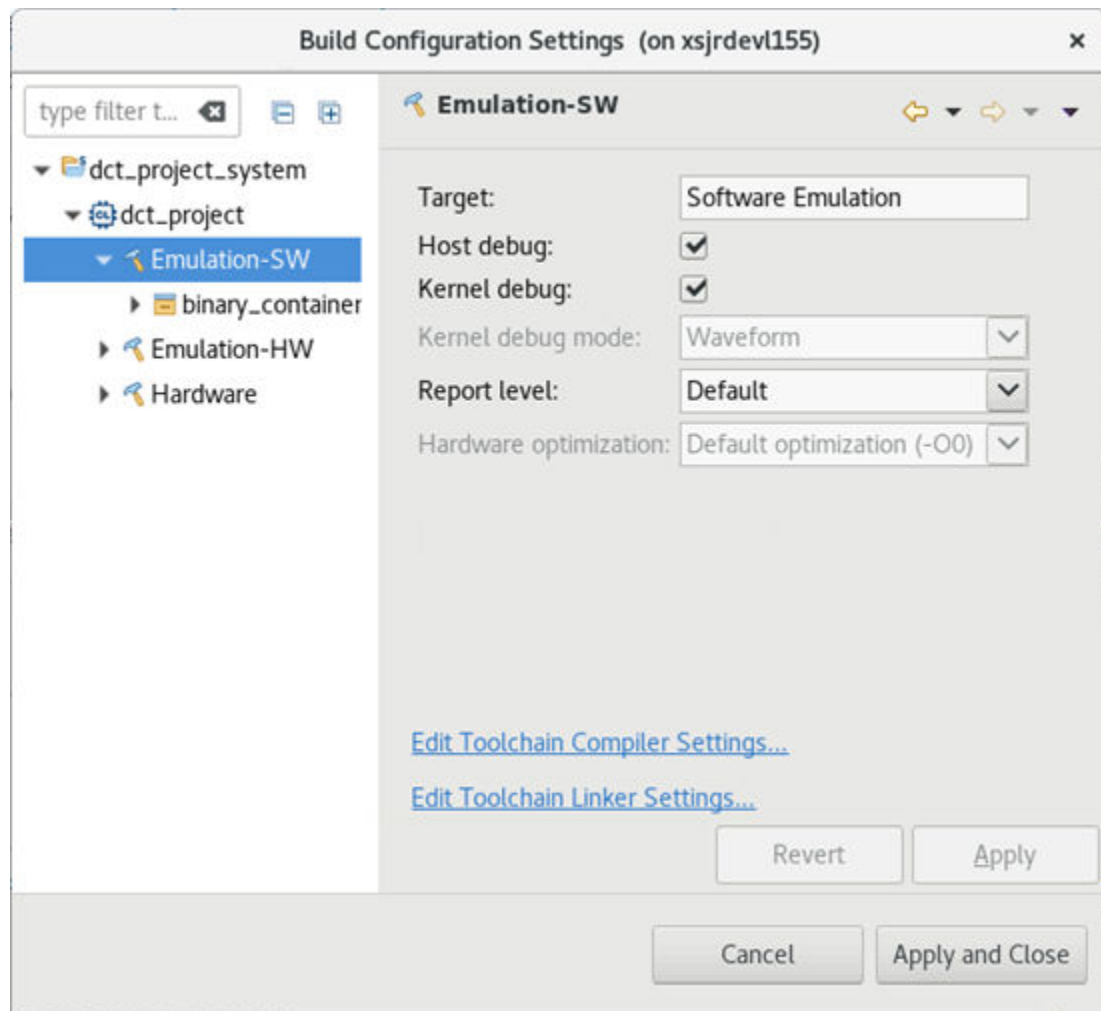 Build Configuration Settings (on xsjrdevl155)
type filter t...
Emulation-SW
dct_project_system
dct_project
Emulation-SW
binary_container
Emulation-HW
Hardware
Target: Software Emulation
Host debug:
Kernel debug:
Kernel debug mode: Waveform
Report level: Default
Hardware optimization: Default optimization (-O0)
Edit Toolchain Compiler Settings...
Edit Toolchain Linker Settings...
Revert Apply
Cancel Apply and Close